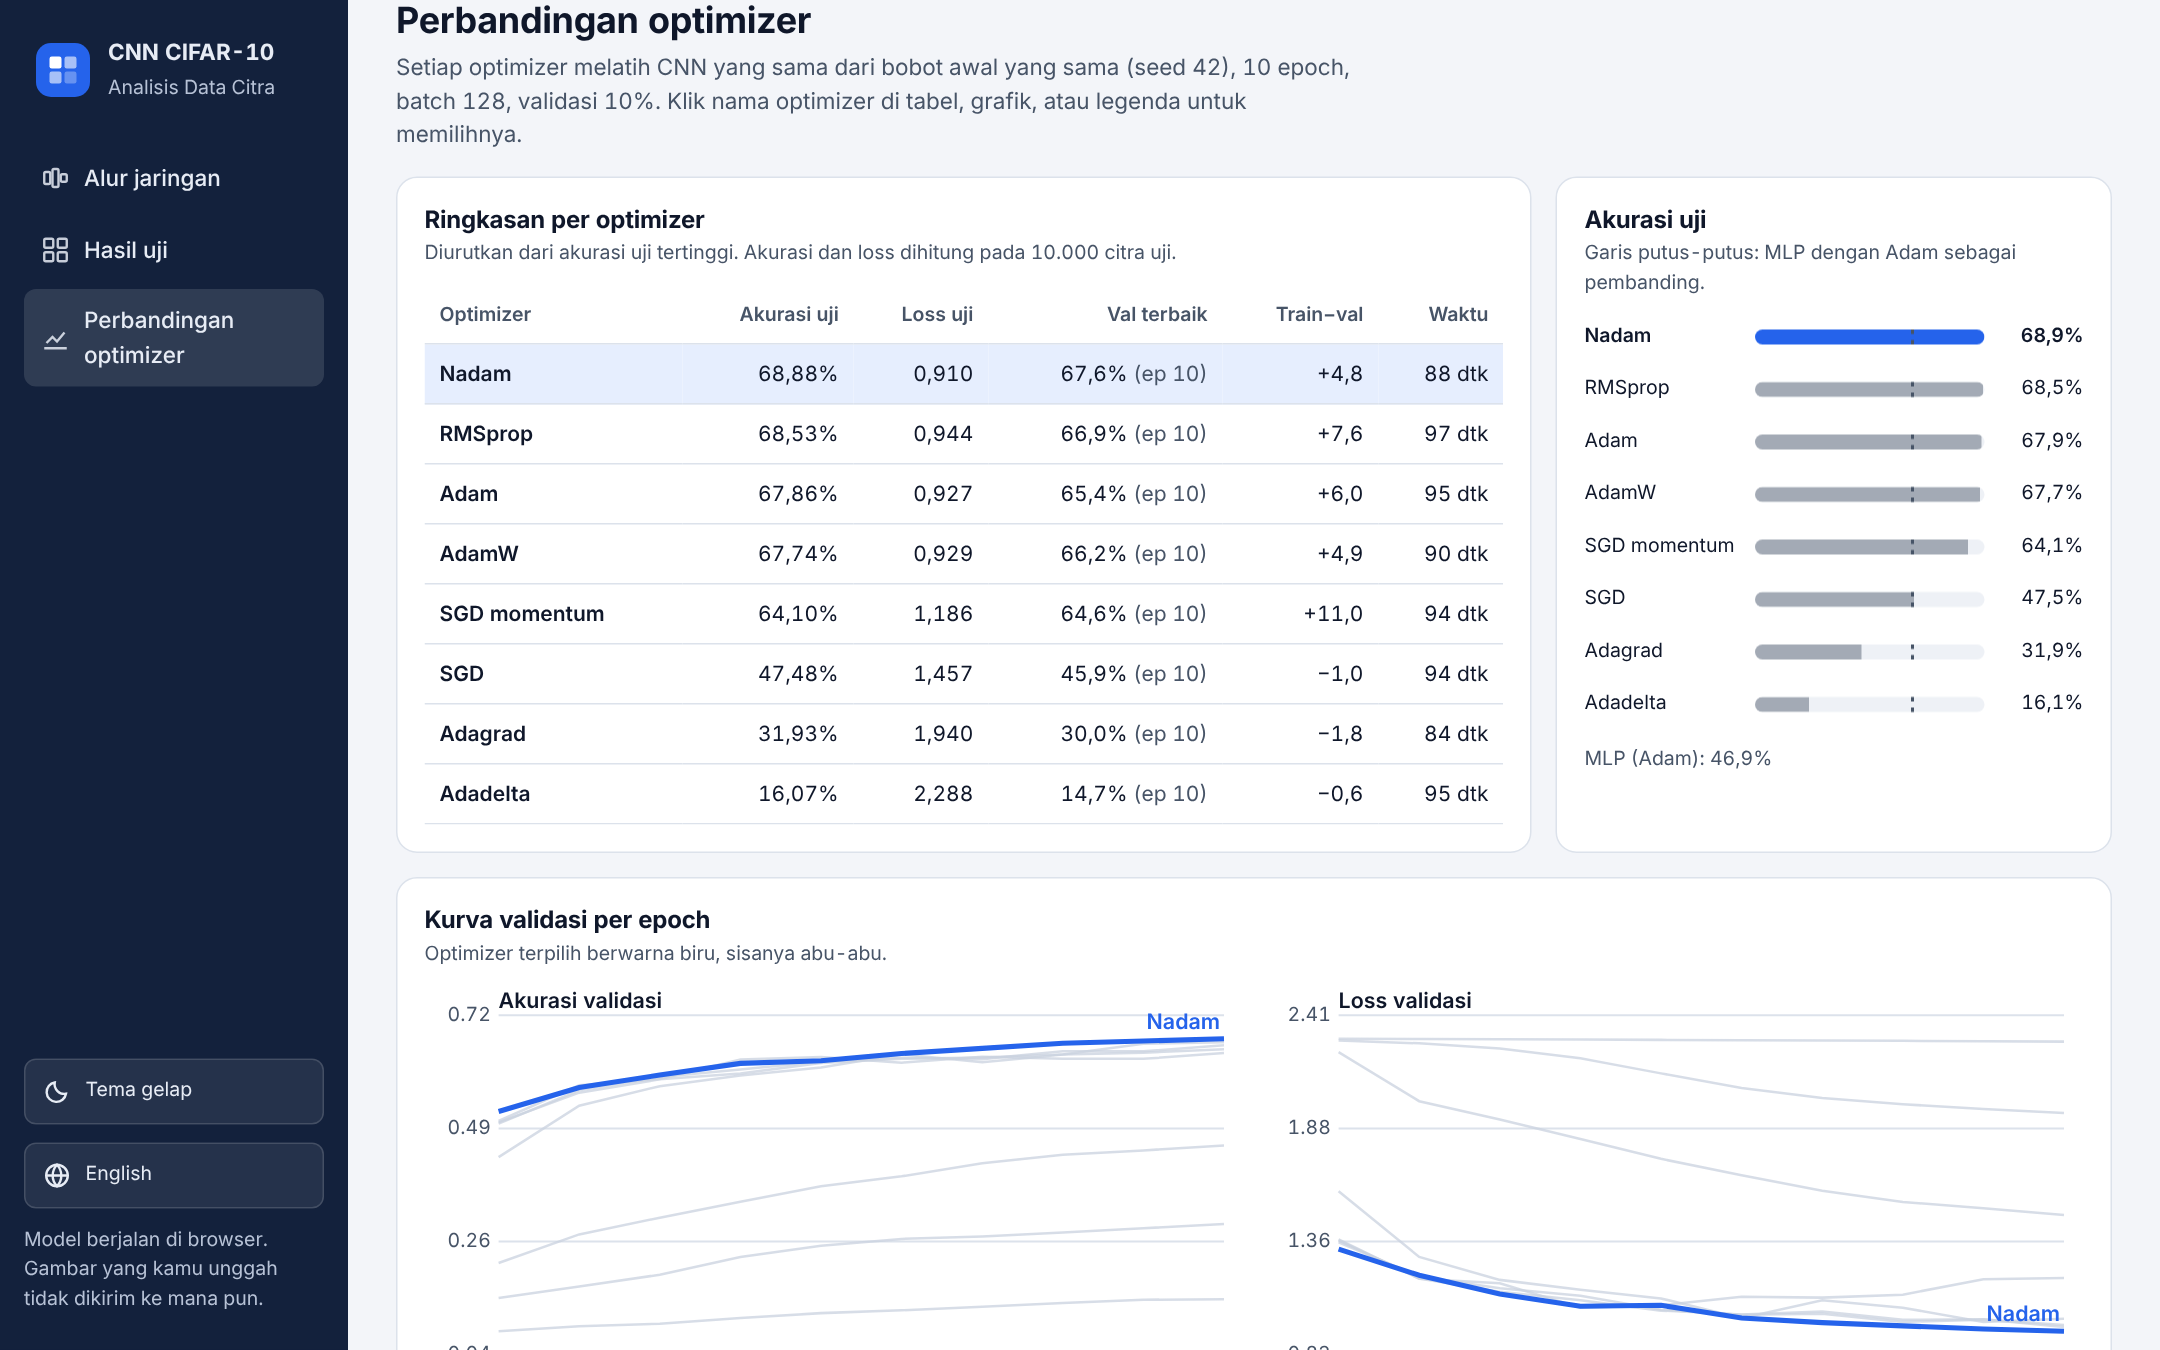 CNN CIFAR-10
Analisis Data Citra
Alur jaringan
Hasil uji
Perbandingan
optimizer
Tema gelap
English
Model berjalan di browser.
Gambar yang kamu unggah
tidak dikirim ke mana pun.
Perbandingan optimizer
Setiap optimizer melatih CNN yang sama dari bobot awal yang sama (seed 42), 10 epoch,
batch 128, validasi 10%. Klik nama optimizer di tabel, grafik, atau legenda untuk
memilihnya.
Ringkasan per optimizer
Diurutkan dari akurasi uji tertinggi. Akurasi dan loss dihitung pada 10.000 citra uji.
Optimizer Akurasi uji Loss uji Val terbaik Train−val Waktu
Nadam 68,88% 0,910 67,6% (ep 10) +4,8 88 dtk
RMSprop 68,53% 0,944 66,9% (ep 10) +7,6 97 dtk
Adam 67,86% 0,927 65,4% (ep 10) +6,0 95 dtk
AdamW 67,74% 0,929 66,2% (ep 10) +4,9 90 dtk
SGD momentum 64,10% 1,186 64,6% (ep 10) +11,0 94 dtk
SGD 47,48% 1,457 45,9% (ep 10) −1,0 94 dtk
Adagrad 31,93% 1,940 30,0% (ep 10) −1,8 84 dtk
Adadelta 16,07% 2,288 14,7% (ep 10) −0,6 95 dtk
Akurasi uji
Garis putus-putus: MLP dengan Adam sebagai
pembanding.
Nadam 68,9%
RMSprop 68,5%
Adam 67,9%
AdamW 67,7%
SGD momentum 64,1%
SGD 47,5%
Adagrad 31,9%
Adadelta 16,1%
MLP (Adam): 46,9%
Kurva validasi per epoch
Optimizer terpilih berwarna biru, sisanya abu-abu.
Akurasi validasi
0.72
Nadam
0.49
0.26
Loss validasi
2.41
1.88
1.36
Nadam